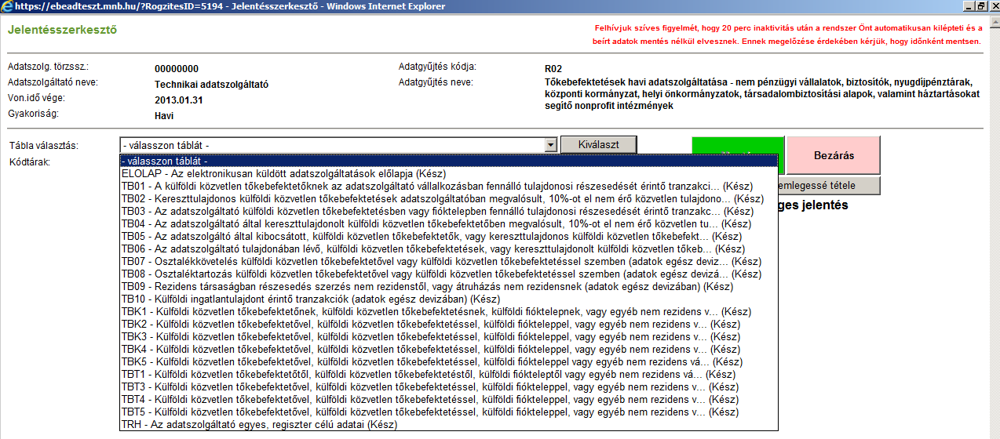 https://ebeadteszt.mnb.hu/?RogzitesID=5194 - Jelentésszerkesztő - Windows Internet Explorer
Jelentésszerkesztő
Felhívjuk szíves figyelmét, hogy 20 perc inaktivitás után a rendszer Önt automatikusan kilépteti és a
beírt adatok mentés nélkül elvesznek. Ennek megelőzése érdekében kérjük, hogy időnként mentsen.
Adatszolg. törzssz.: 00000000 Adatgyűjtés kódja: R02
Adatszolgáltató neve: Technikai adatszolgáltató Adatgyűjtés neve: Tőkebefektetések havi adatszolgáltatása - nem pénzügyi vállalatok, biztosítók, nyugdíjpénztárak,
központi kormányzat, helyi önkormányzatok, társadalombiztosítási alapok, valamint háztartásokat
segítő nonprofit intézmények
Von.idő vége: 2013.01.31
Gyakoriság: Havi
Tábla választás: - válasszon táblát - Kiválaszt
Bezárás
Kódtárak:
- válasszon táblát -
ELOLAP - Az elektronikusan küldött adatszolgáltatások előlapja (Kész)
TB01 - A külföldi közvetlen tőkebefektetőknek az adatszolgáltató vállalkozásban fennálló tulajdonosi részesedését érintő tranzakci... (Kész)
emlegessé tétele
TB02 - Kereszttulajdonos külföldi közvetlen tőkebefektetések adatszolgáltatóban megvalósult, 10%-ot el nem érő közvetlen tulajdono... (Kész)
ges jelentés
TB03 - Az adatszolgáltató külföldi közvetlen tőkebefektetésben vagy fióktelepben fennálló tulajdonosi részesedését érintő tranzakc... (Kész)
TB04 - Az adatszolgáltató által kereszttulajdonolt külföldi közvetlen tőkebefektetőben megvalósult, 10%-ot el nem érő közvetlen tu... (Kész)
TB05 - Az adatszolgáltó által kibocsátott, külföldi közvetlen tőkebefektetők, vagy kereszttulajdonos külföldi közvetlen tőkebefekt... (Kész)
TB06 - Az adatszolgáltató tulajdonában lévő, külföldi közvetlen tőkebefektetések, vagy kereszttulajdonolt külföldi közvetlen tőkeb... (Kész)
TB07 - Osztalékkövetelés külföldi közvetlen tőkebefektetővel vagy külföldi közvetlen tőkebefektetéssel szemben (adatok egész deviz... (Kész)
TB08 - Osztaléktartozás külföldi közvetlen tőkebefektetővel vagy külföldi közvetlen tőkebefektetéssel szemben (adatok egész devizá... (Kész)
TB09 - Rezidens társaságban részesedés szerzés nem rezidenstől, vagy átruházás nem rezidensnek (adatok egész devizában) (Kész)
TB10 - Külföldi ingatlantulajdont érintő tranzakciók (adatok egész devizában) (Kész)
TBK1 - Külföldi közvetlen tőkebefektetőnek, külföldi közvetlen tőkebefektetésnek, külföldi fióktelepnek, vagy egyéb nem rezidens v... (Kész)
TBK2 - Külföldi közvetlen tőkebefektetővel, külföldi közvetlen tőkebefektetéssel, külföldi fiókteleppel, vagy egyéb nem rezidens v... (Kész)
TBK3 - Külföldi közvetlen tőkebefektetővel, külföldi közvetlen tőkebefektetéssel, külföldi fiókteleppel, vagy egyéb nem rezidens v... (Kész)
TBK4 - Külföldi közvetlen tőkebefektetővel, külföldi közvetlen tőkebefektetéssel, külföldi fiókteleppel, vagy egyéb nem rezidens v... (Kész)
TBK5 - Külföldi közvetlen tőkebefektetővel, külföldi közvetlen tőkebefektetéssel, külföldi fiókteleppel vagy egyéb nem rezidens vá... (Kész)
TBT1 - Külföldi közvetlen tőkebefektetőtől, külföldi közvetlen tőkebefektetéstől, külföldi fiókteleptől vagy egyéb nem rezidens vá... (Kész)
TBT3 - Külföldi közvetlen tőkebefektetővel, külföldi közvetlen tőkebefektetéssel, külföldi fiókteleppel, vagy egyéb nem rezidens v... (Kész)
TBT4 - Külföldi közvetlen tőkebefektetővel, külföldi közvetlen tőkebefektetéssel, külföldi fiókteleppel, vagy egyéb nem rezidens v... (Kész)
TBT5 - Külföldi közvetlen tőkebefektetővel, külföldi közvetlen tőkebefektetéssel, külföldi fiókteleppel, vagy egyéb nem rezidens v... (Kész)
TRH - Az adatszolgáltató egyes, regiszter célú adatai (Kész)